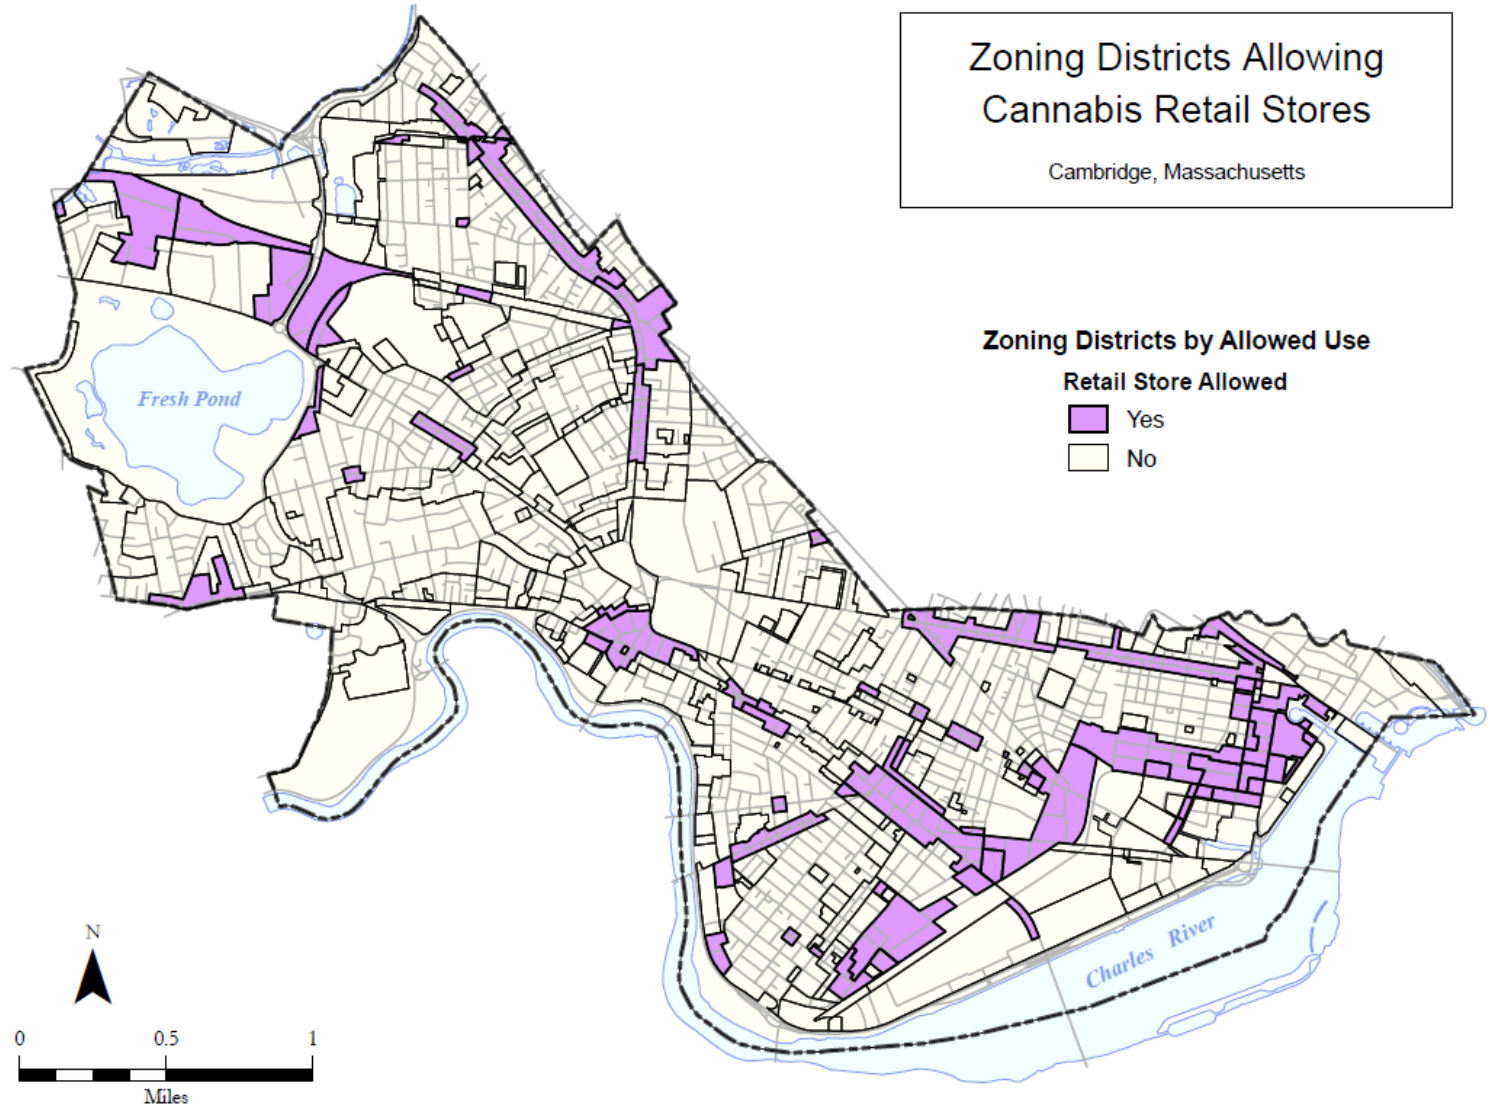 Zoning Districts Allowing
Cannabis Retail Stores
Cambridge, Massachusetts
Zoning Districts by Allowed Use
Retail Store Allowed
Yes
No
Fresh Pond
Charles River
N
0 0.5 1
Miles